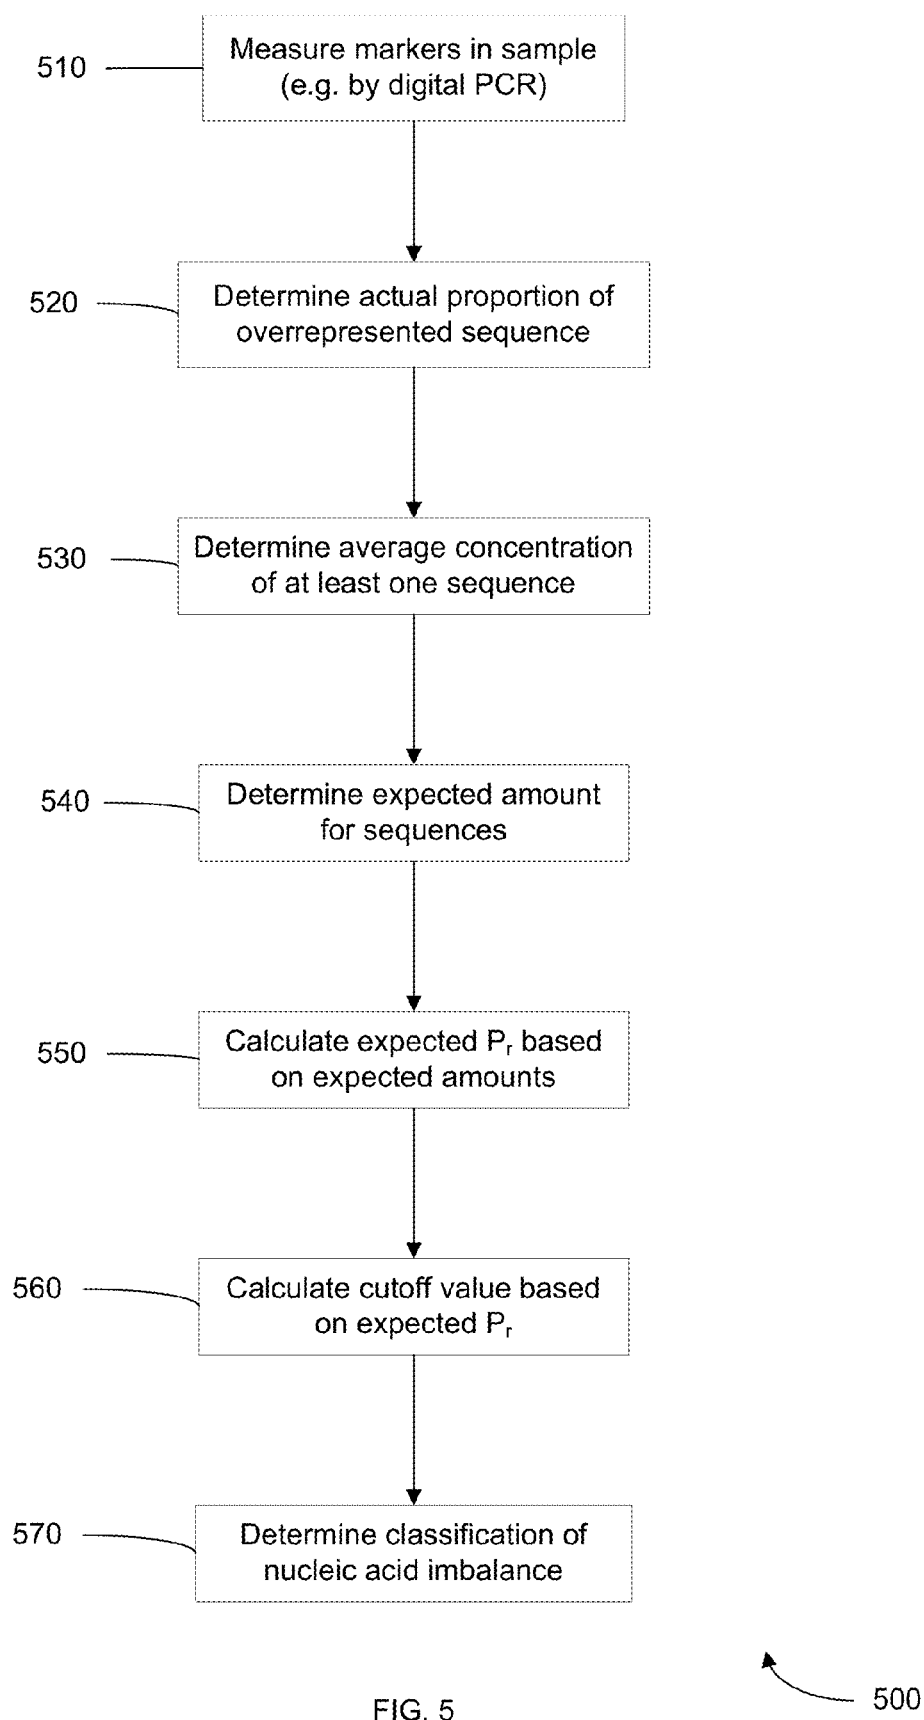 510
Measure markers in sample
(e.g. by digital PCR)
520
Determine actual proportion of
overrepresented sequence
530
Determine average concentration
of at least one sequence
540
Determine expected amount
for sequences
550
Calculate expected Pr based
on expected amounts
560
Calculate cutoff value based
on expected Pr
570
Determine classification of
nucleic acid imbalance
500
FIG. 5